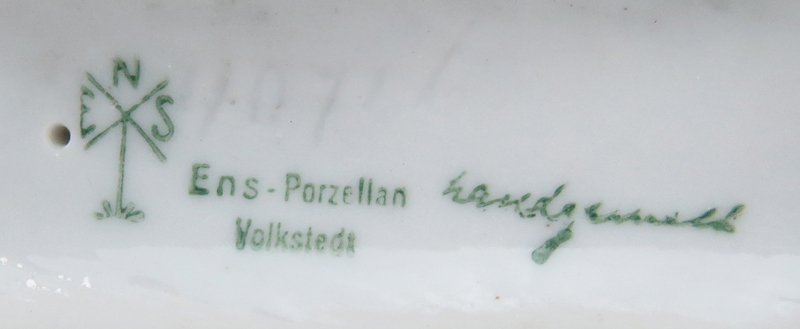 E N S
Ens-Porzellan handgemalt
Volkstedt